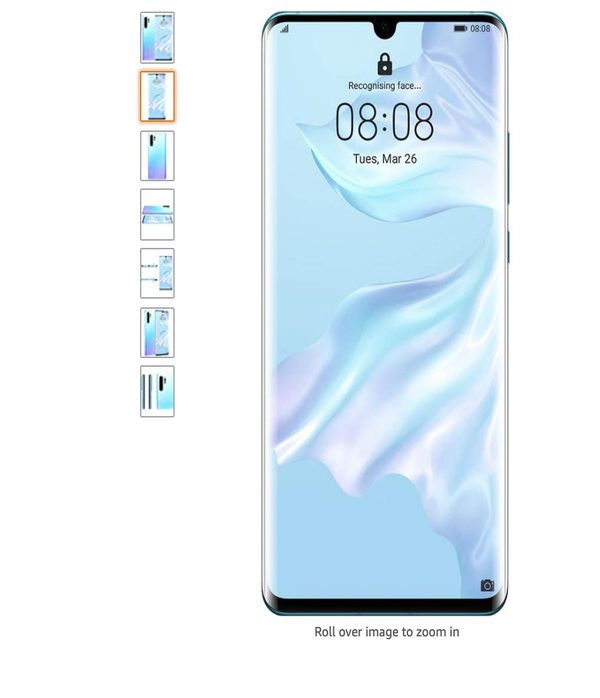 08:08
Recognising face...
08:08
Tues, Mar 26
Roll over image to zoom in